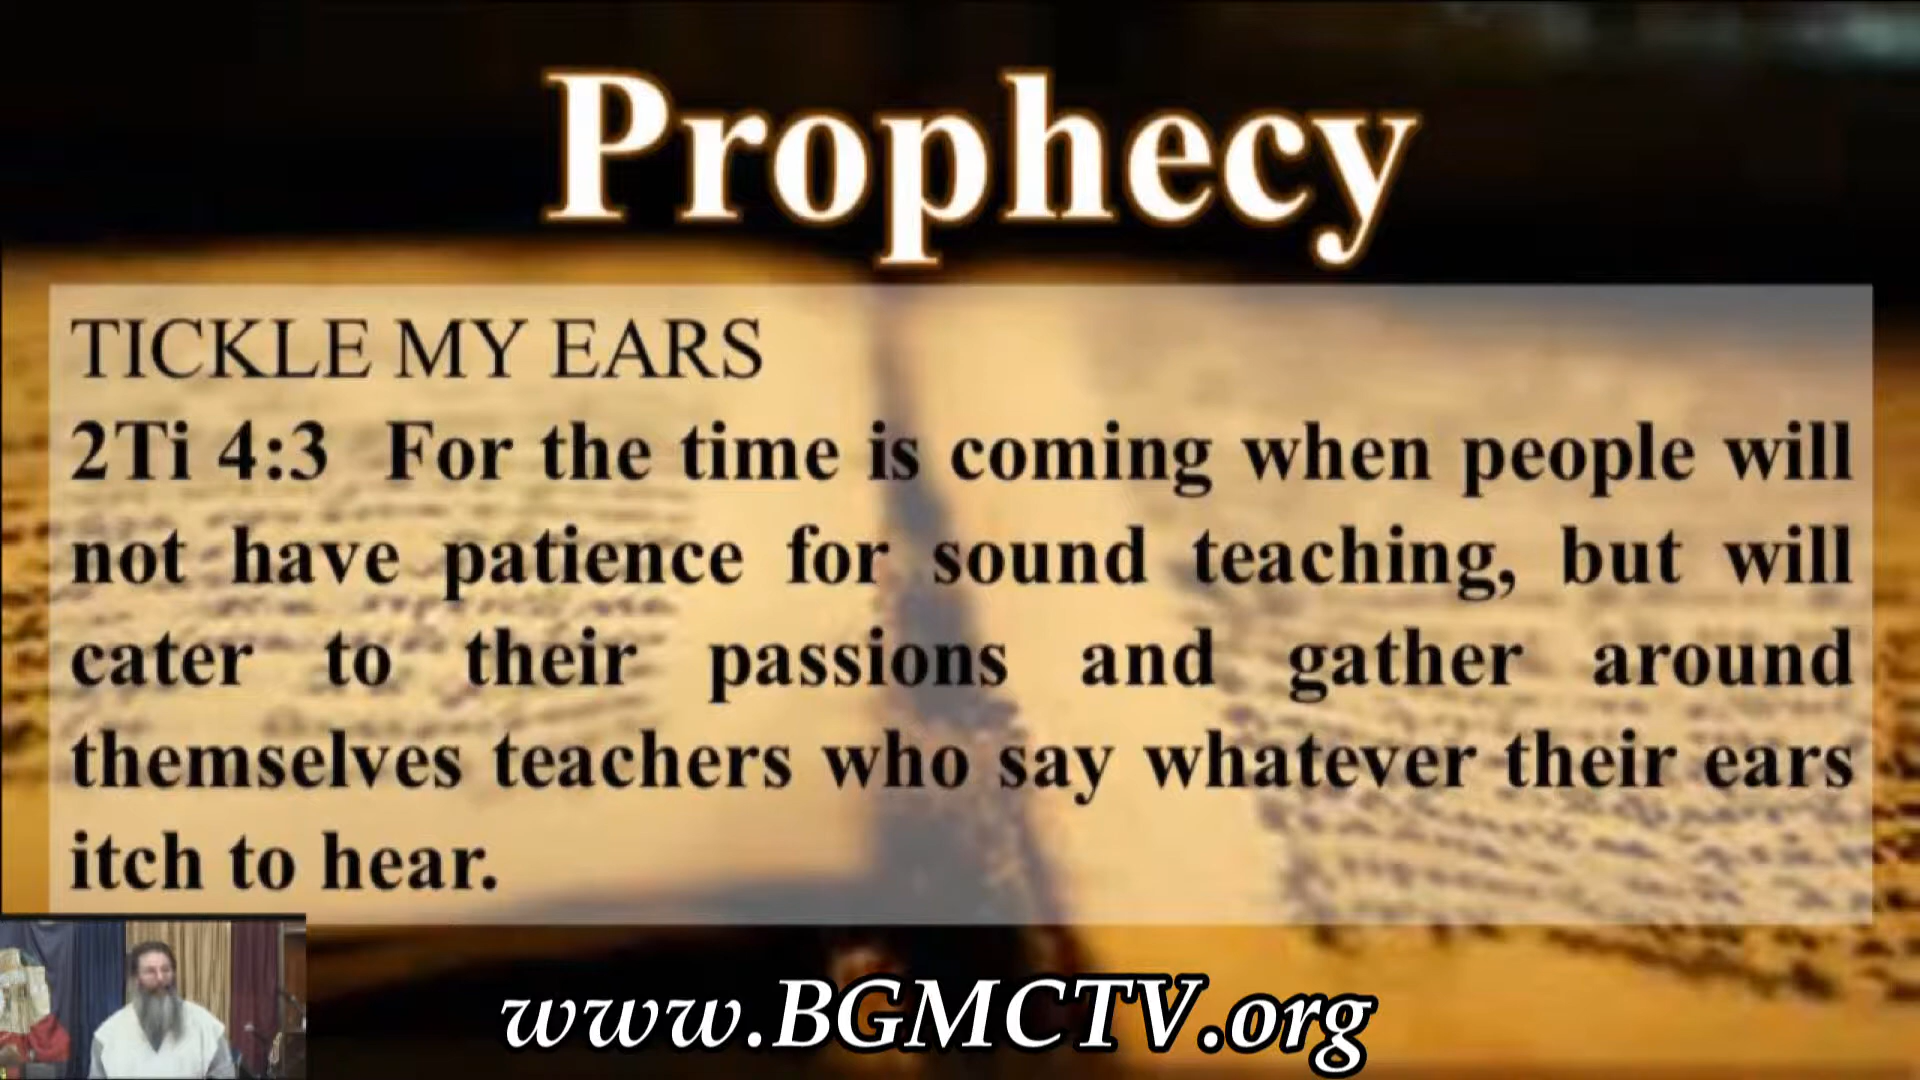 Prophecy
TICKLE MY EARS
2Ti 4:3 For the time is coming when people will
not have patience for sound teaching, but will
cater to their passions and gather around
themselves teachers who say whatever their ears
itch to hear.
www.BGMCTV.org